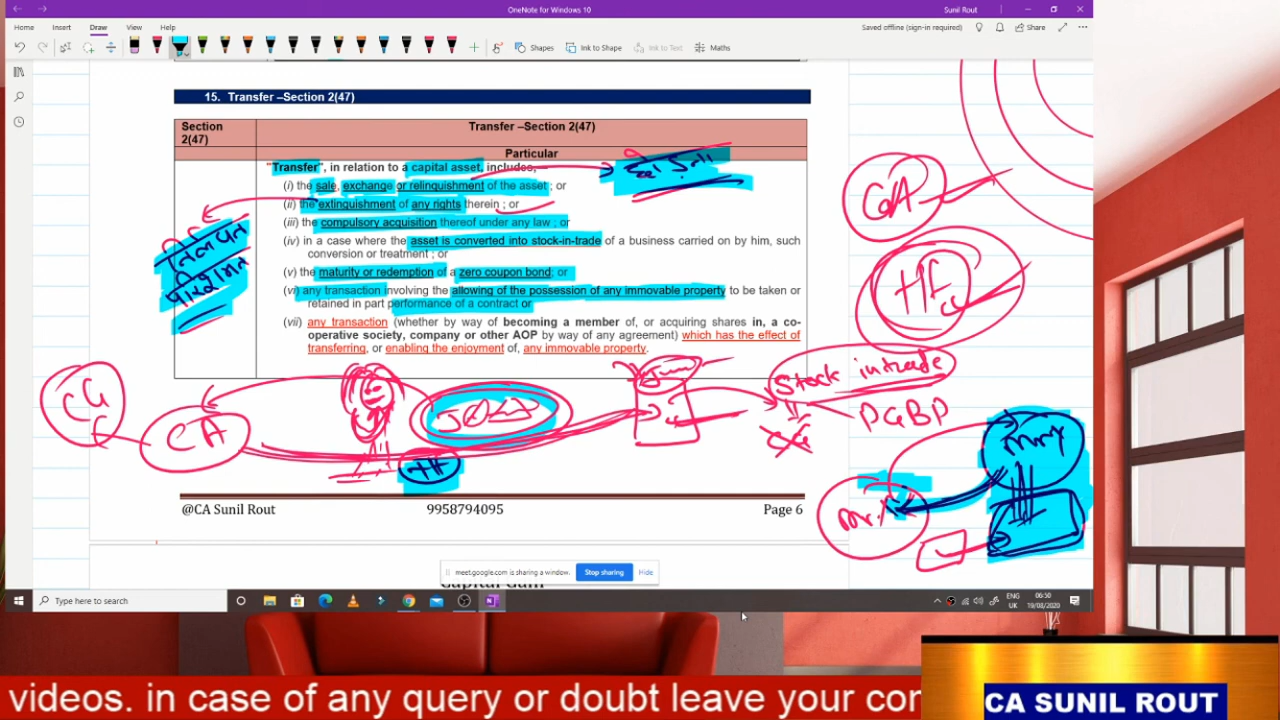 OneNote for Windows 10
Sunil Rout
Home Insert Draw View Help
Saved offline (sign-in required)
Share
Shapes
Ink to Shape
Ink to Text
Maths
15. Transfer –Section 2(47)
Section 2(47)
Transfer –Section 2(47)
Particular
"Transfer", in relation to a capital asset, includes,—
(i) the sale, exchange or relinquishment of the asset ; or
(ii) the extinguishment of any rights therein ; or
(iii) the compulsory acquisition thereof under any law ; or
(iv) in a case where the asset is converted into stock-in-trade of a business carried on by him, such
conversion or treatment ; or
(v) the maturity or redemption of a zero coupon bond; or
(vi) any transaction involving the allowing of the possession of any immovable property to be taken or
retained in part performance of a contract or
(vii) any transaction (whether by way of becoming a member of, or acquiring shares in, a co-
operative society, company or other AOP by way of any agreement) which has the effect of
transferring, or enabling the enjoyment of, any immovable property.
CG
CA
Stock in trade
PGBP
@CA Sunil Rout 9958794095 Page 6
Capital Gain
meet.google.com is sharing a window.
Stop sharing
Hide
Type here to search
ENG
UK
06:50
19/08/2020
videos. in case of any query or doubt leave your con
CA SUNIL ROUT